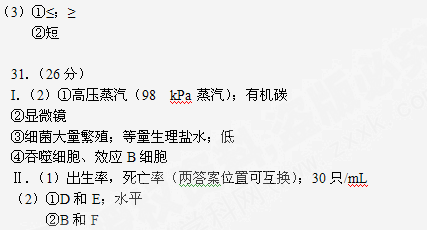 (3) ①≤；≥
②短
31.（26分）
I.（2）①高压蒸汽（98 kPa 蒸汽）；有机碳
②显微镜
③细菌大量繁殖；等量生理盐水；低
④吞噬细胞、效应 B 细胞
Ⅱ.（1）出生率，死亡率（两答案位置可互换）；30 只/mL
（2）①D 和 E；水平
②B 和 F